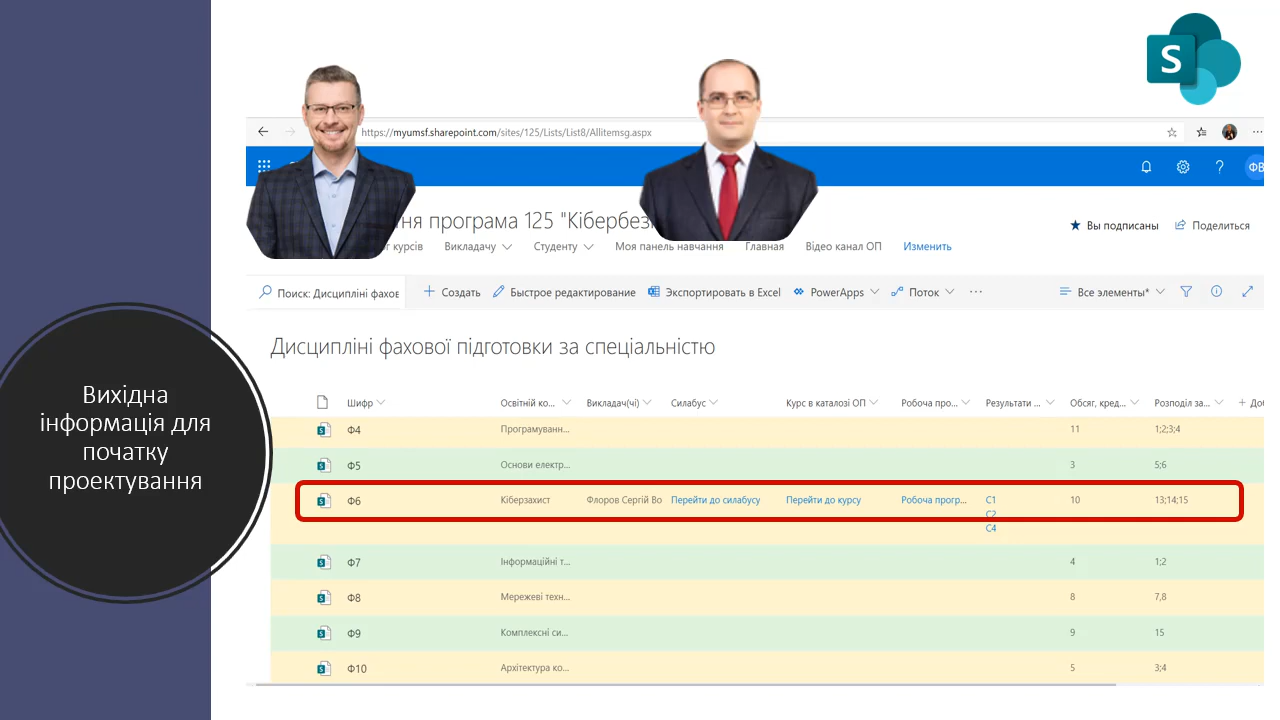 S
https://myumsf.sharepoint.com/sites/125/Lists/List8/Allitemsg.aspx
ФВ
ня програма 125 "Кібербез
Вы подписаны
Поделиться
курсів
Викладачу
Студенту
Моя панель навчання
Главная
Відео канал ОП
Изменить
Поиск: Дисципліні фахов
Создать
Быстрое редактирование
Экспортировать в Excel
PowerApps
Поток
Все элементы*
Дисципліні фахової підготовки за спеціальністю
Вихідна
інформація для
початку
проектування
Шифр Освітній ко... Викладач(чі) Силабус Курс в каталозі ОП Робоча про... Результати ... Обсяг, кред... Розподіл за... + Доб
Ф4 Програмуванн... 11 1;2;3;4
Ф5 Основи електр... 3 5;6
Ф6 Кіберзахист Флоров Сергій Во Перейти до силабусу Перейти до курсу Робоча прогр... С1 10 13;14;15
С2
С4
Ф7 Інформаційні т... 4 1;2
Ф8 Мережеві техн... 8 7,8
Ф9 Комплексні си... 9 15
Ф10 Архітектура ко... 5 3;4